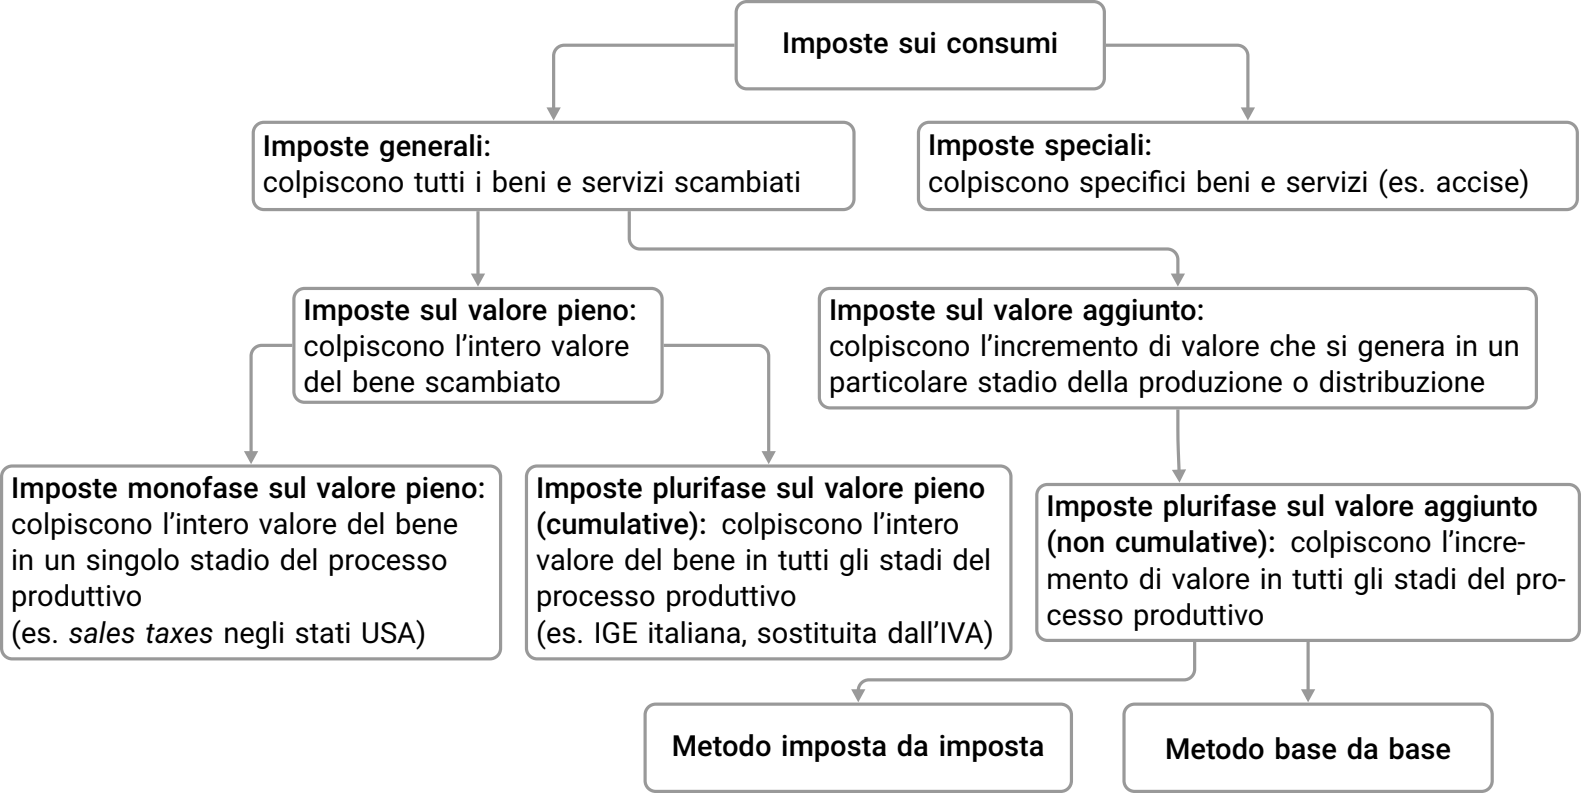 Imposte sui consumi
Imposte generali:
colpiscono tutti i beni e servizi scambiati
Imposte speciali:
colpiscono specifici beni e servizi (es. accise)
Imposte sul valore pieno:
colpiscono l'intero valore
del bene scambiato
Imposte sul valore aggiunto:
colpiscono l'incremento di valore che si genera in un
particolare stadio della produzione o distribuzione
Imposte monofase sul valore pieno:
colpiscono l'intero valore del bene
in un singolo stadio del processo
produttivo
(es. sales taxes negli stati USA)
Imposte plurifase sul valore pieno
(cumulative): colpiscono l'intero
valore del bene in tutti gli stadi del
processo produttivo
(es. IGE italiana, sostituita dall'IVA)
Imposte plurifase sul valore aggiunto
(non cumulative): colpiscono l'incre-
mento di valore in tutti gli stadi del pro-
cesso produttivo
Metodo imposta da imposta
Metodo base da base